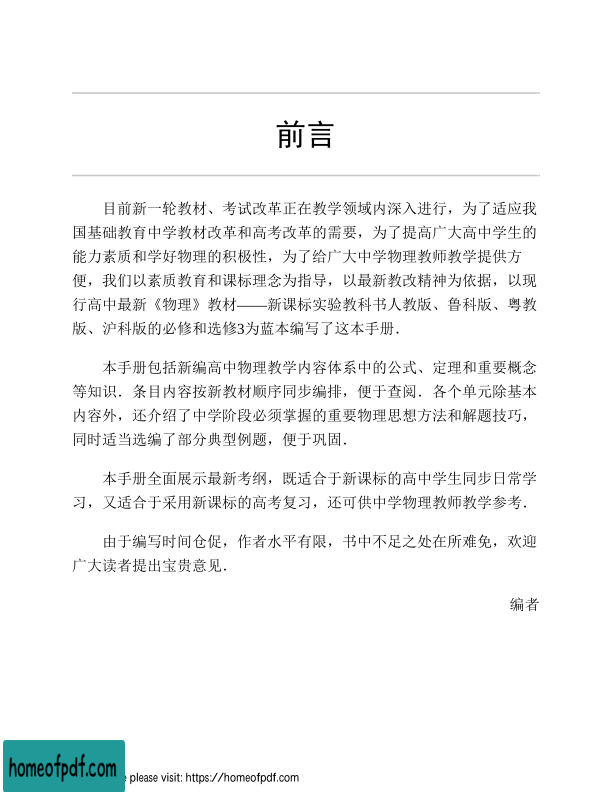 前言
目前新一轮教材、考试改革正在教学领域内深入进行，为了适应我
国基础教育中学教材改革和高考改革的需要，为了提高广大高中学生的
能力素质和学好物理的积极性，为了给广大中学物理教师教学提供方
便，我们以素质教育和课标理念为指导，以最新教改精神为依据，以现
行高中最新《物理》教材——新课标实验教科书人教版、鲁科版、粤教
版、沪科版的必修和选修3为蓝本编写了这本手册．
本手册包括新编高中物理教学内容体系中的公式、定理和重要概念
等知识．条目内容按新教材顺序同步编排，便于查阅．各个单元除基本
内容外，还介绍了中学阶段必须掌握的重要物理思想方法和解题技巧，
同时适当选编了部分典型例题，便于巩固．
本手册全面展示最新考纲，既适合于新课标的高中学生同步日常学
习，又适合于采用新课标的高考复习，还可供中学物理教师教学参考．
由于编写时间仓促，作者水平有限，书中不足之处在所难免，欢迎
广大读者提出宝贵意见．
编者
homeofpdf.com
please visit: https://homeofpdf.com